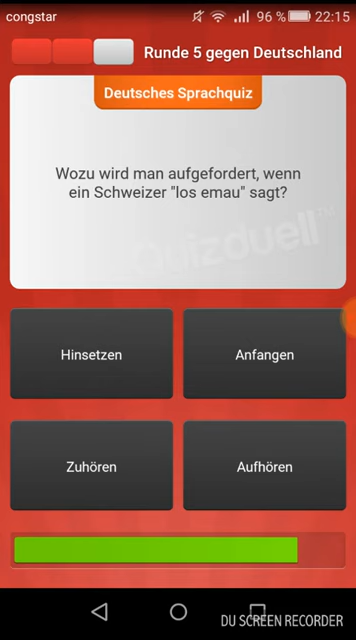 congstar 96 % 22:15
Runde 5 gegen Deutschland
Deutsches Sprachquiz
Wozu wird man aufgefordert, wenn
ein Schweizer "los emau" sagt?
Quizduell™
Hinsetzen Anfangen
Zuhören Aufhören
DU SCREEN RECORDER